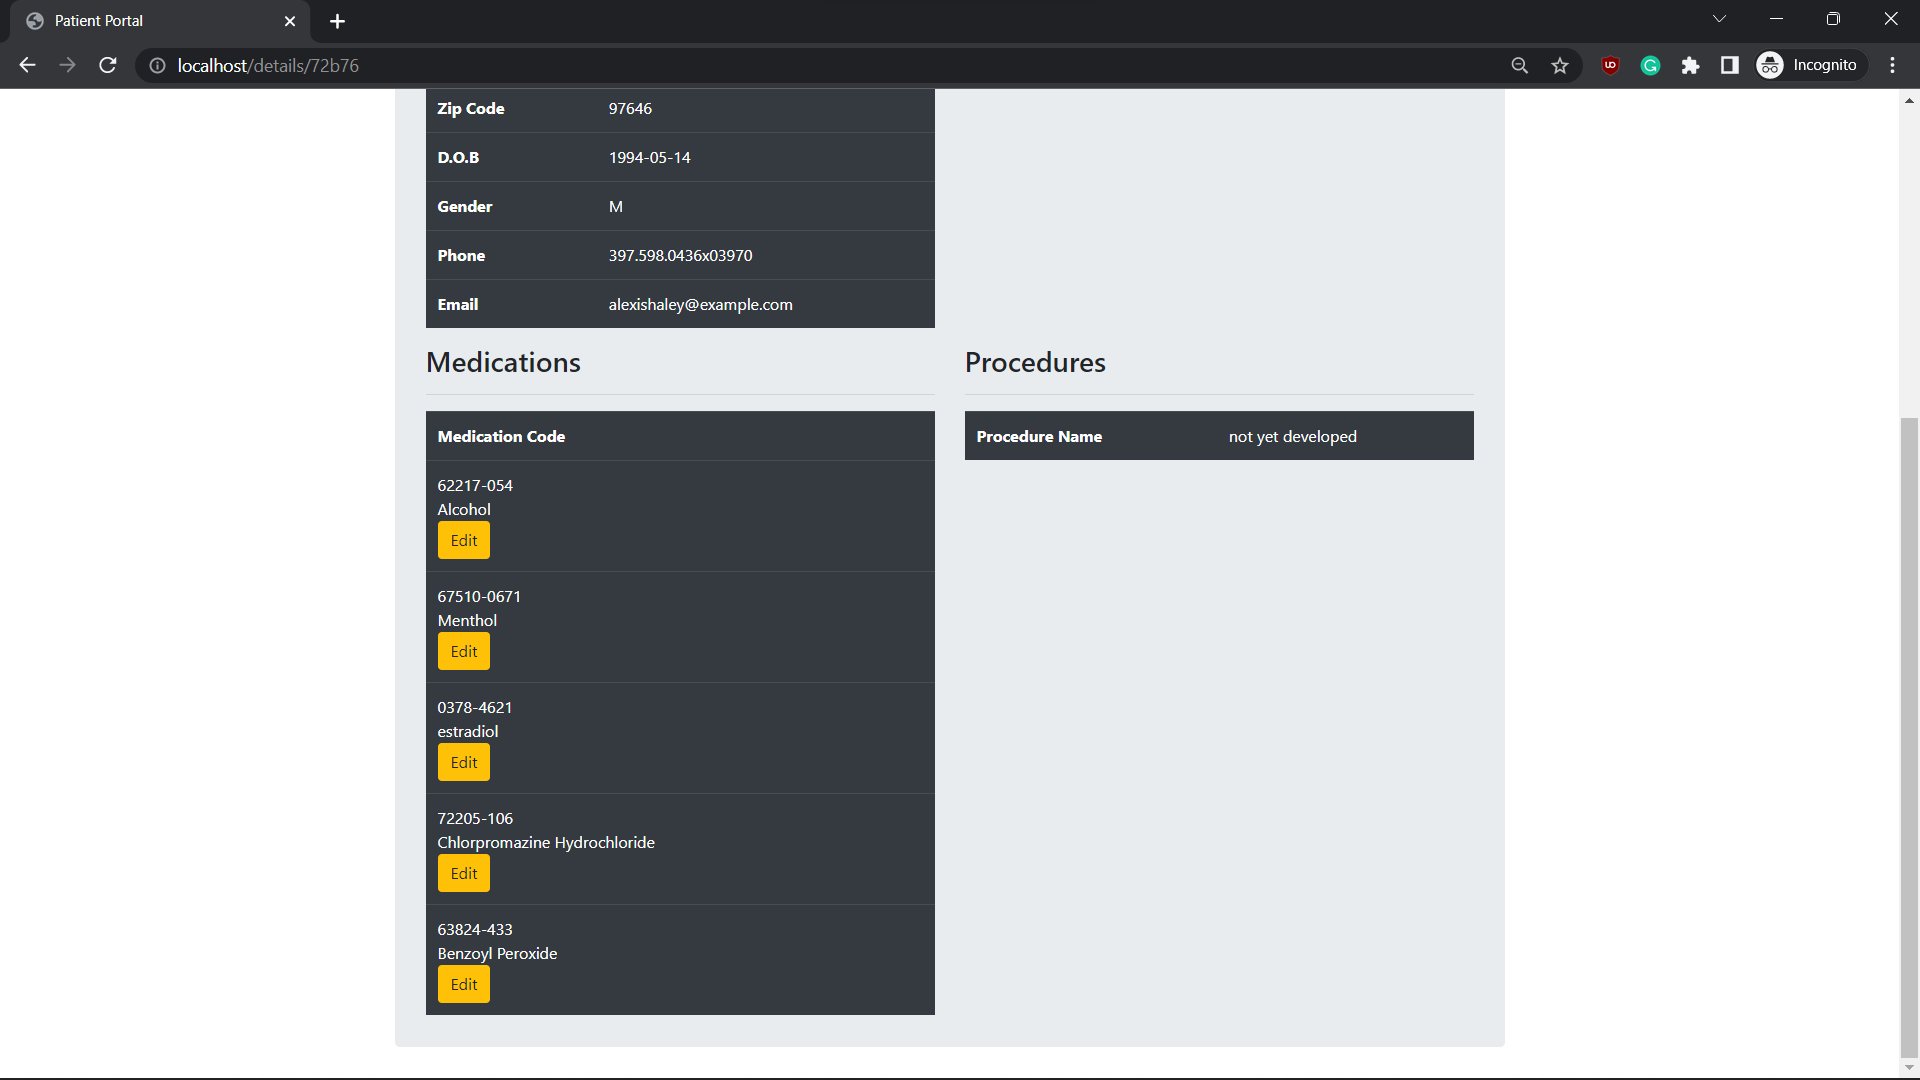 Patient Portal
localhost/details/72b76
Incognito
Zip Code 97646
D.O.B 1994-05-14
Gender M
Phone 397.598.0436x03970
Email alexishaley@example.com
Medications
Medication Code
62217-054
Alcohol
Edit
67510-0671
Menthol
Edit
0378-4621
estradiol
Edit
72205-106
Chlorpromazine Hydrochloride
Edit
63824-433
Benzoyl Peroxide
Edit
Procedures
Procedure Name not yet developed